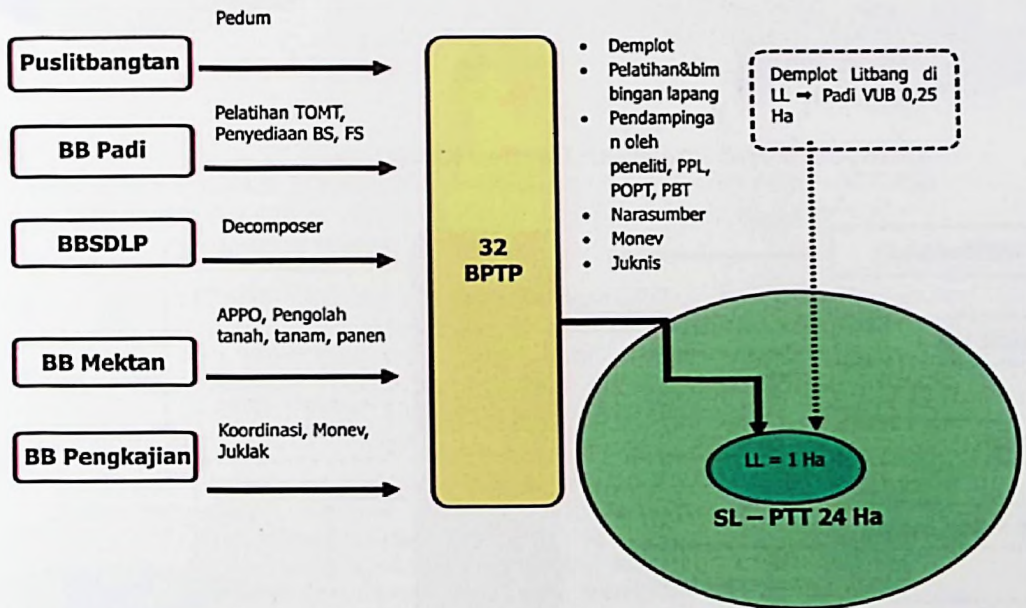 Pedum
Puslitbangtan
Pelatihan TOMT,
Penyediaan BS, FS
BB Padi
Decomposer
BBSDLP
APPO, Pengolah
tanah, tanam, panen
BB Mektan
Koordinasi, Monev,
Juklak
BB Pengkajian
32
BPTP
• Demplot
• Pelatihan&bim
bingan lapang
• Pendampinga
n oleh
peneliti, PPL,
POPT, PBT
• Narasumber
• Monev
• Juknis
Demplot Litbang di
LL → Padi VUB 0,25
Ha
LL = 1 Ha
SL – PTT 24 Ha